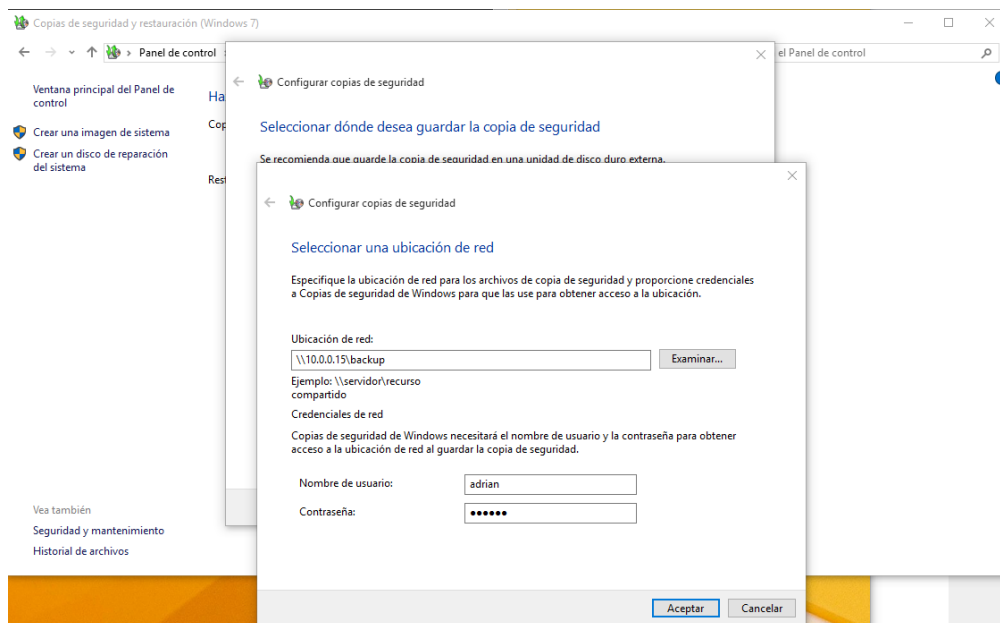 Copias de seguridad y restauración (Windows 7)
Panel de control
el Panel de control
Ventana principal del Panel de
control
Crear una imagen de sistema
Crear un disco de reparación
del sistema
Ha
Cop
Rest
Configurar copias de seguridad
Seleccionar dónde desea guardar la copia de seguridad
Se recomienda que guarde la copia de seguridad en una unidad de disco duro externa.
Configurar copias de seguridad
Seleccionar una ubicación de red
Especifique la ubicación de red para los archivos de copia de seguridad y proporcione credenciales
a Copias de seguridad de Windows para que las use para obtener acceso a la ubicación.
Ubicación de red:
\\10.0.0.15\backup
Examinar...
Ejemplo: \\servidor\recurso
compartido
Credenciales de red
Copias de seguridad de Windows necesitará el nombre de usuario y la contraseña para obtener
acceso a la ubicación de red al guardar la copia de seguridad.
Nombre de usuario:
adrian
Contraseña:
••••••
Aceptar
Cancelar
Vea también
Seguridad y mantenimiento
Historial de archivos